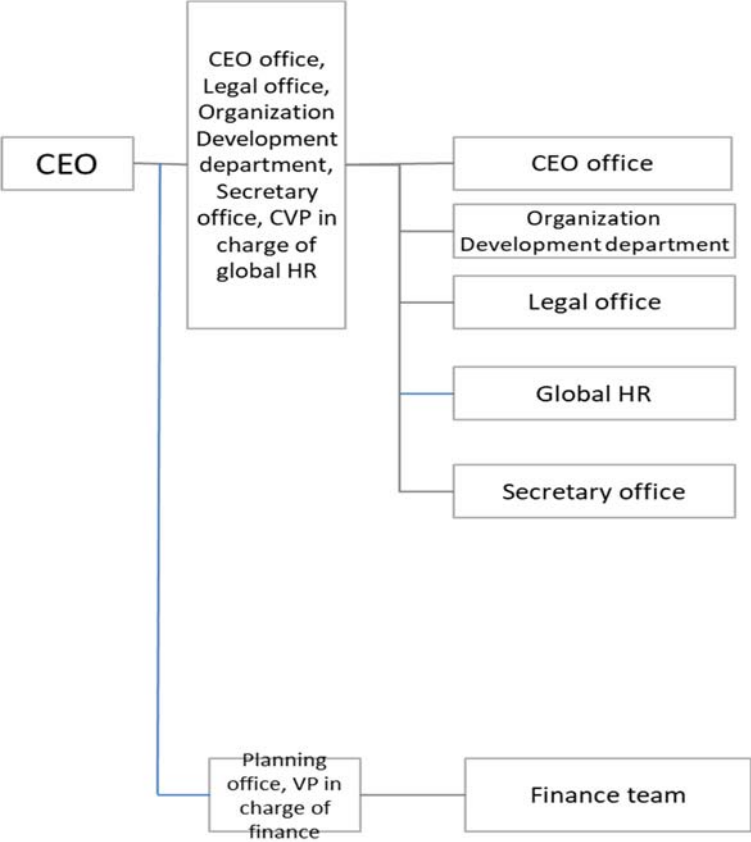 CEO
CEO office,
Legal office,
Organization
Development
department,
Secretary
office, CVP in
charge of
global HR
CEO office
Organization
Development department
Legal office
Global HR
Secretary office
Planning
office, VP in
charge of
finance
Finance team